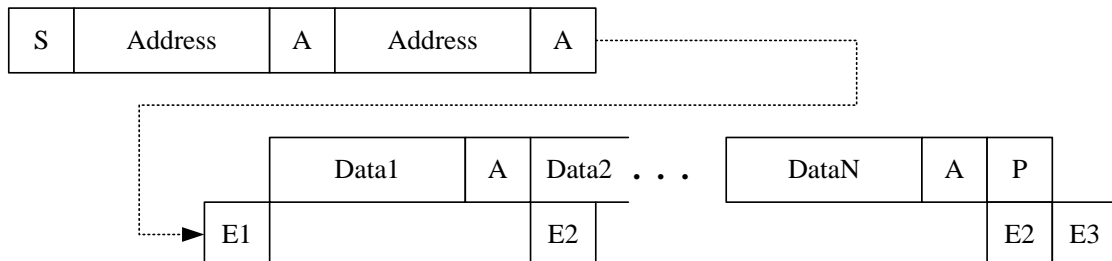 S Address A Address A
Data1 A Data2 . . . DataN A P
E1 E2 E2 E3